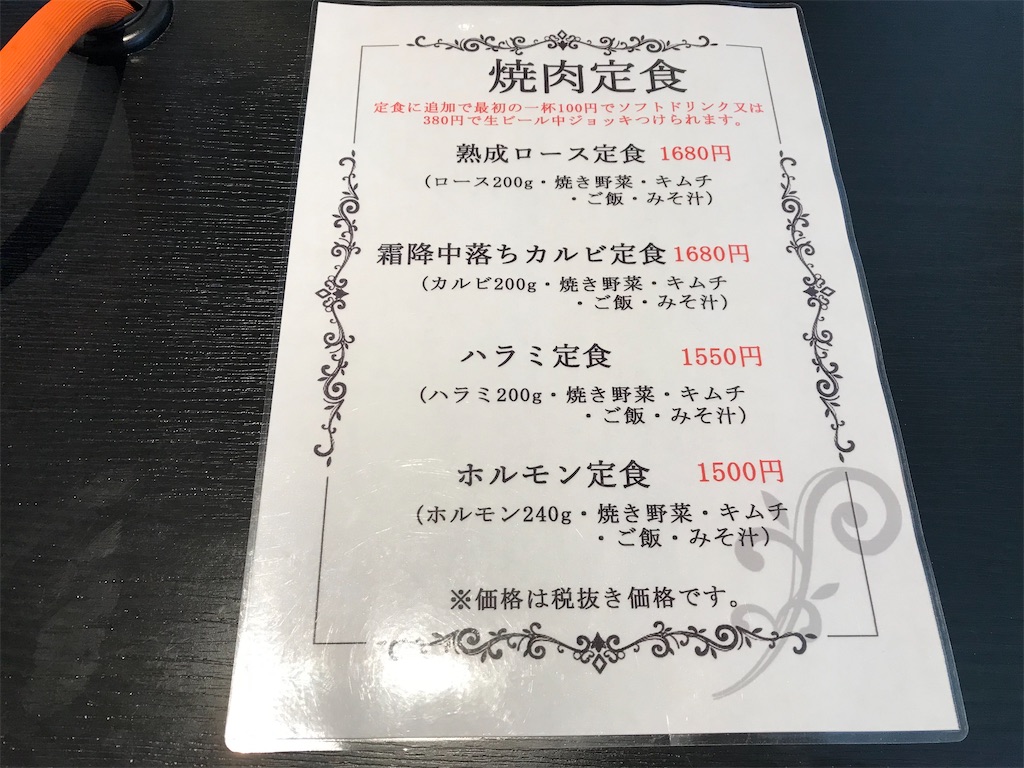 焼肉定食
定食に追加で最初の一杯100円でソフトドリンク又は
380円で生ビール中ジョッキつけられます。
熟成ロース定食 1680円
(ロース200g・焼き野菜・キムチ
・ご飯・みそ汁)
霜降中落ちカルビ定食 1680円
(カルビ200g・焼き野菜・キムチ
・ご飯・みそ汁)
ハラミ定食 1550円
(ハラミ200g・焼き野菜・キムチ
・ご飯・みそ汁)
ホルモン定食 1500円
(ホルモン240g・焼き野菜・キムチ
・ご飯・みそ汁)
※価格は税抜き価格です。